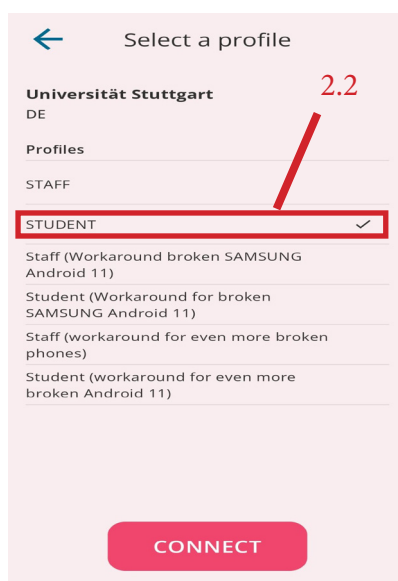 Select a profile
Universität Stuttgart
2.2
DE
Profiles
STAFF
STUDENT
Staff (Workaround broken SAMSUNG
Android 11)
Student (Workaround for broken
SAMSUNG Android 11)
Staff (workaround for even more broken
phones)
Student (workaround for even more
broken Android 11)
CONNECT